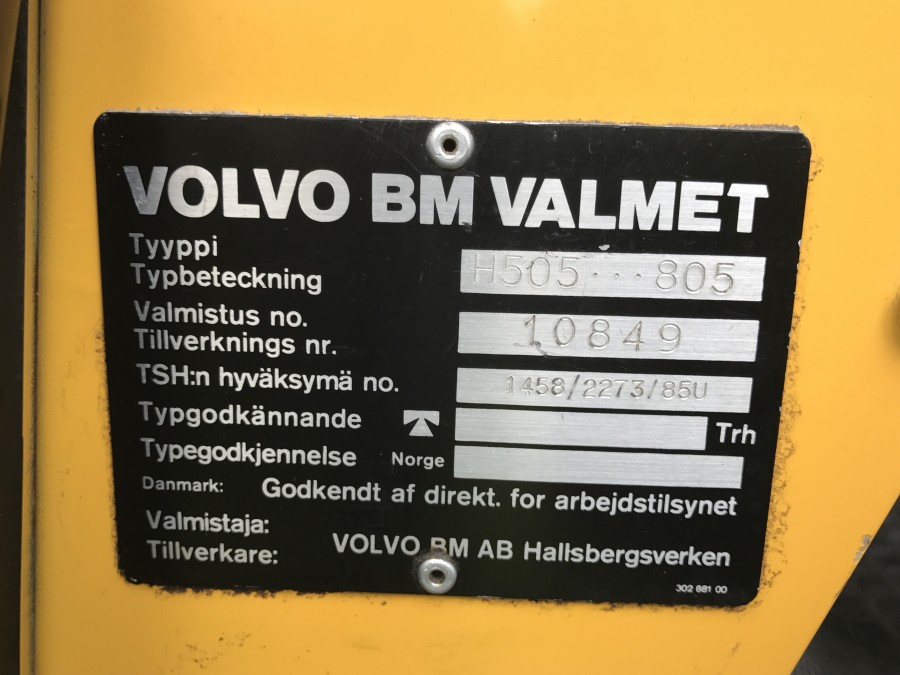 VOLVO BM VALMET
Tyyppi
Typbeteckning
H505...805
Valmistus no.
Tillverknings nr.
10849
TSH:n hyväksymä no.
1458/2273/85U
Typgodkännande
Trh
Typegodkjennelse Norge
Danmark: Godkendt af direkt. for arbejdstilsynet
Valmistaja:
Tillverkare:
VOLVO BM AB Hallsbergsverken
302 881 00